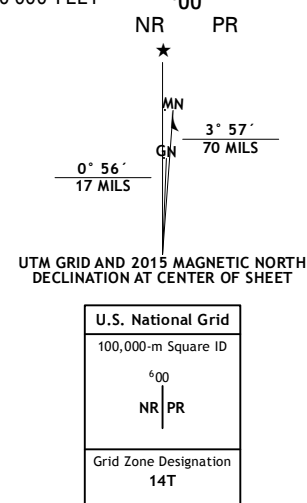 0 000 FEET
⁶00
NR PR
★
MN
3° 57´
70 MILS
GN
0° 56´
17 MILS
UTM GRID AND 2015 MAGNETIC NORTH
DECLINATION AT CENTER OF SHEET
U.S. National Grid
100,000-m Square ID
⁶00
NR PR
Grid Zone Designation
14T